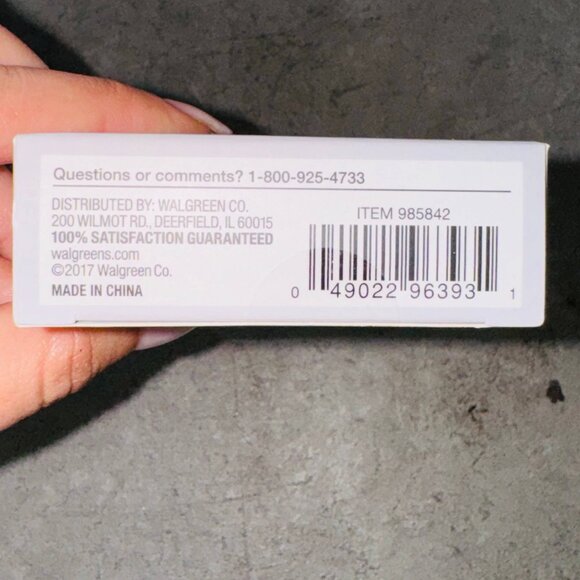 Questions or comments? 1-800-925-4733
DISTRIBUTED BY: WALGREEN CO.
200 WILMOT RD., DEERFIELD, IL 60015
100% SATISFACTION GUARANTEED
walgreens.com
©2017 Walgreen Co.
MADE IN CHINA
ITEM 985842
0 49022 96393 1